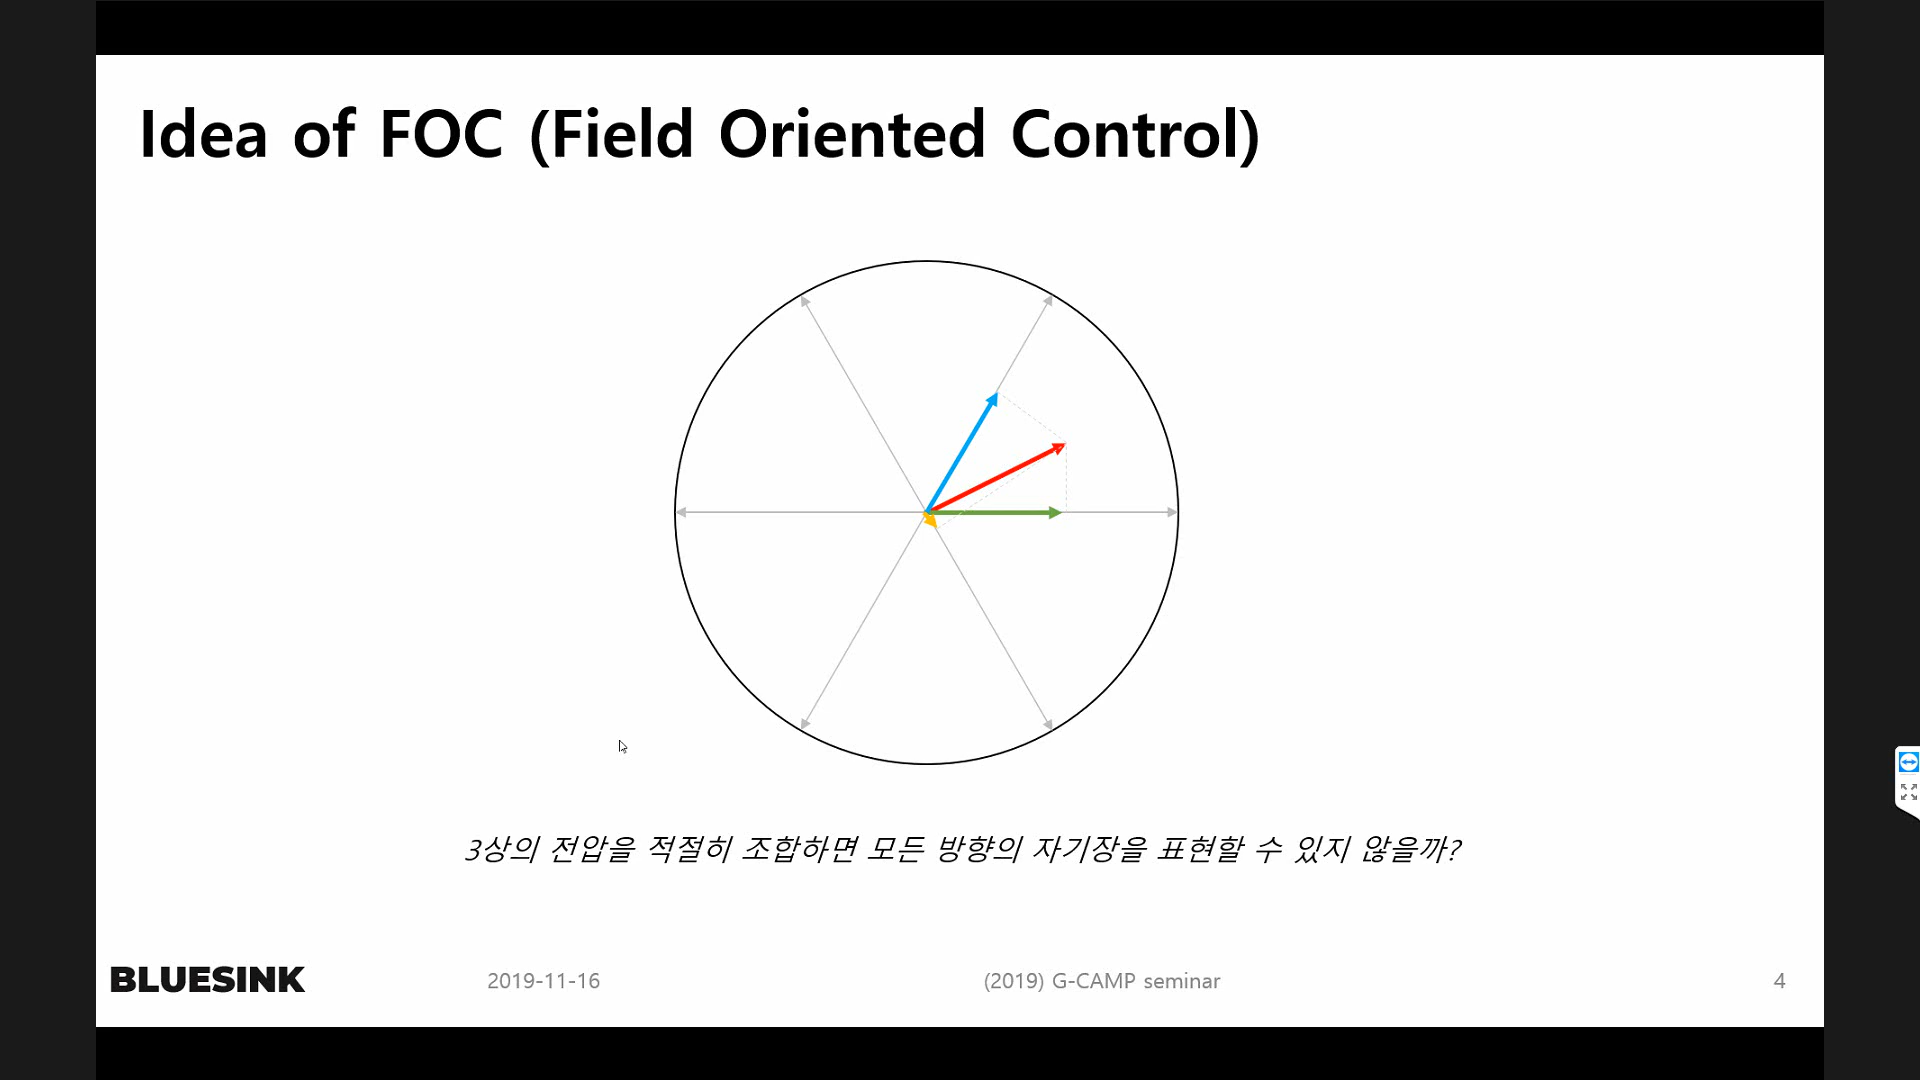 Idea of FOC (Field Oriented Control)
3상의 전압을 적절히 조합하면 모든 방향의 자기장을 표현할 수 있지 않을까?
BLUESINK
2019-11-16
(2019) G-CAMP seminar
4